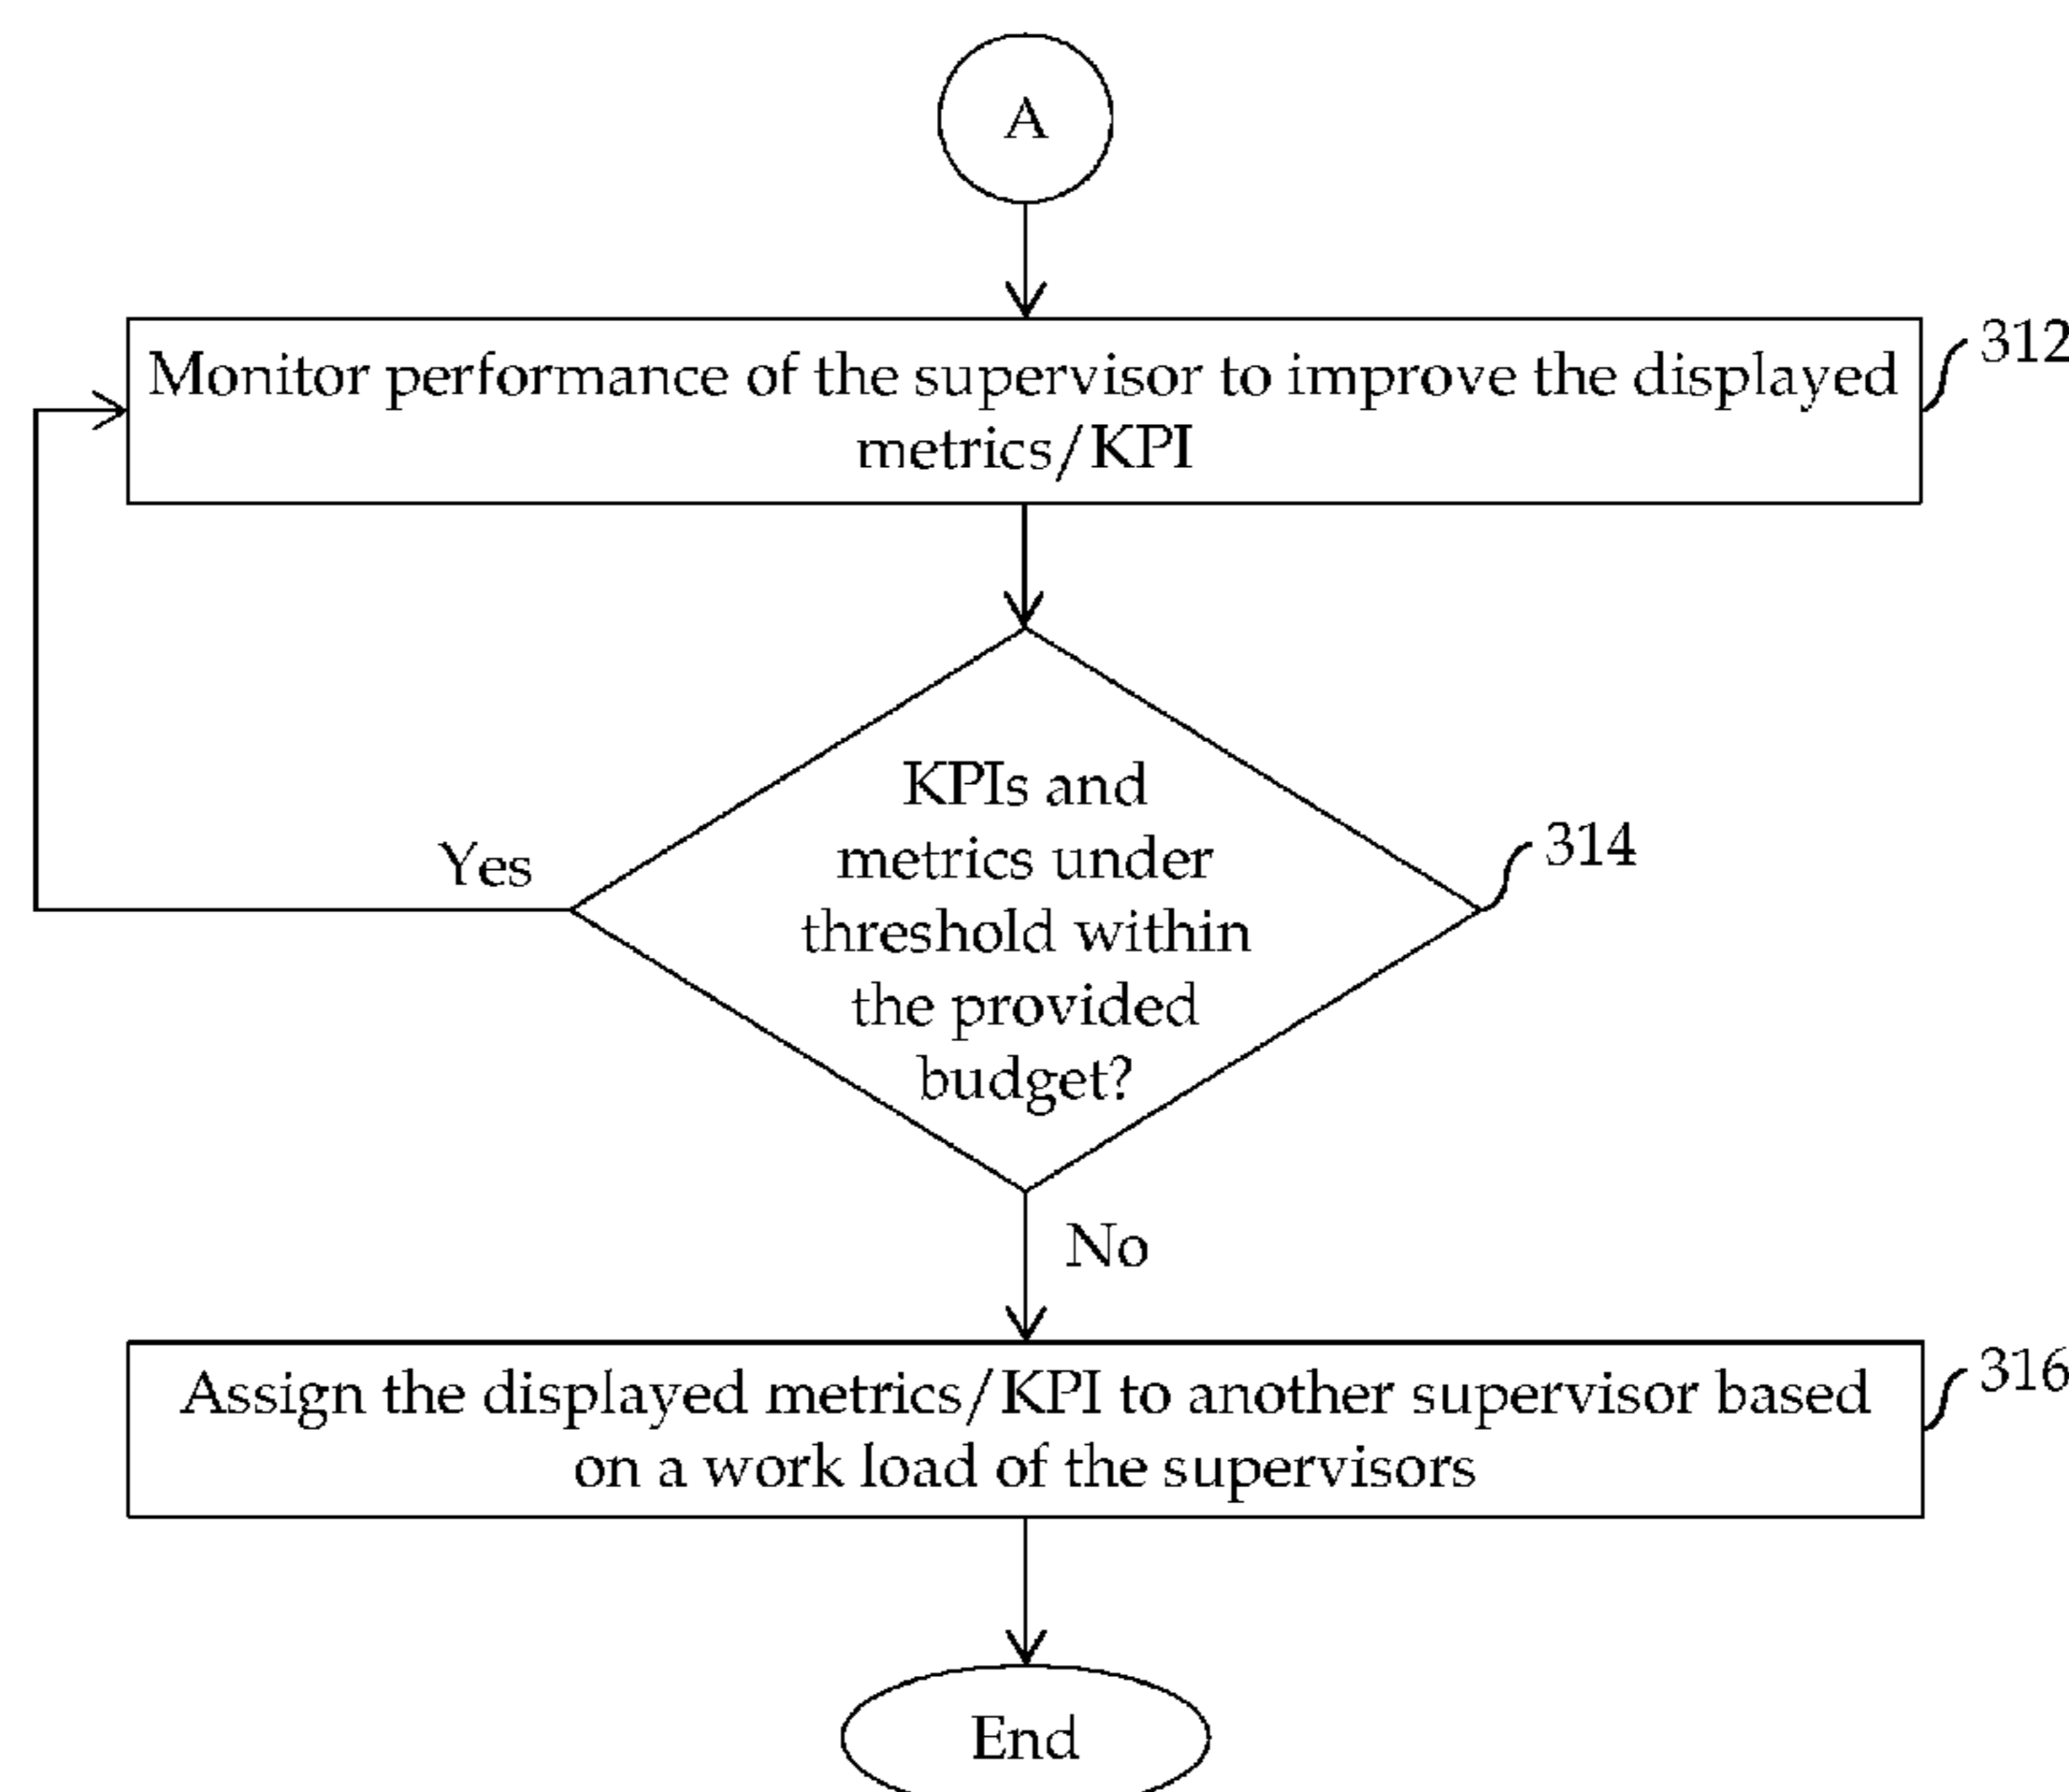 A
Monitor performance of the supervisor to improve the displayed
metrics/KPI
312
KPIs and
metrics under
threshold within
the provided
budget?
314
Yes
No
Assign the displayed metrics/KPI to another supervisor based
on a work load of the supervisors
316
End